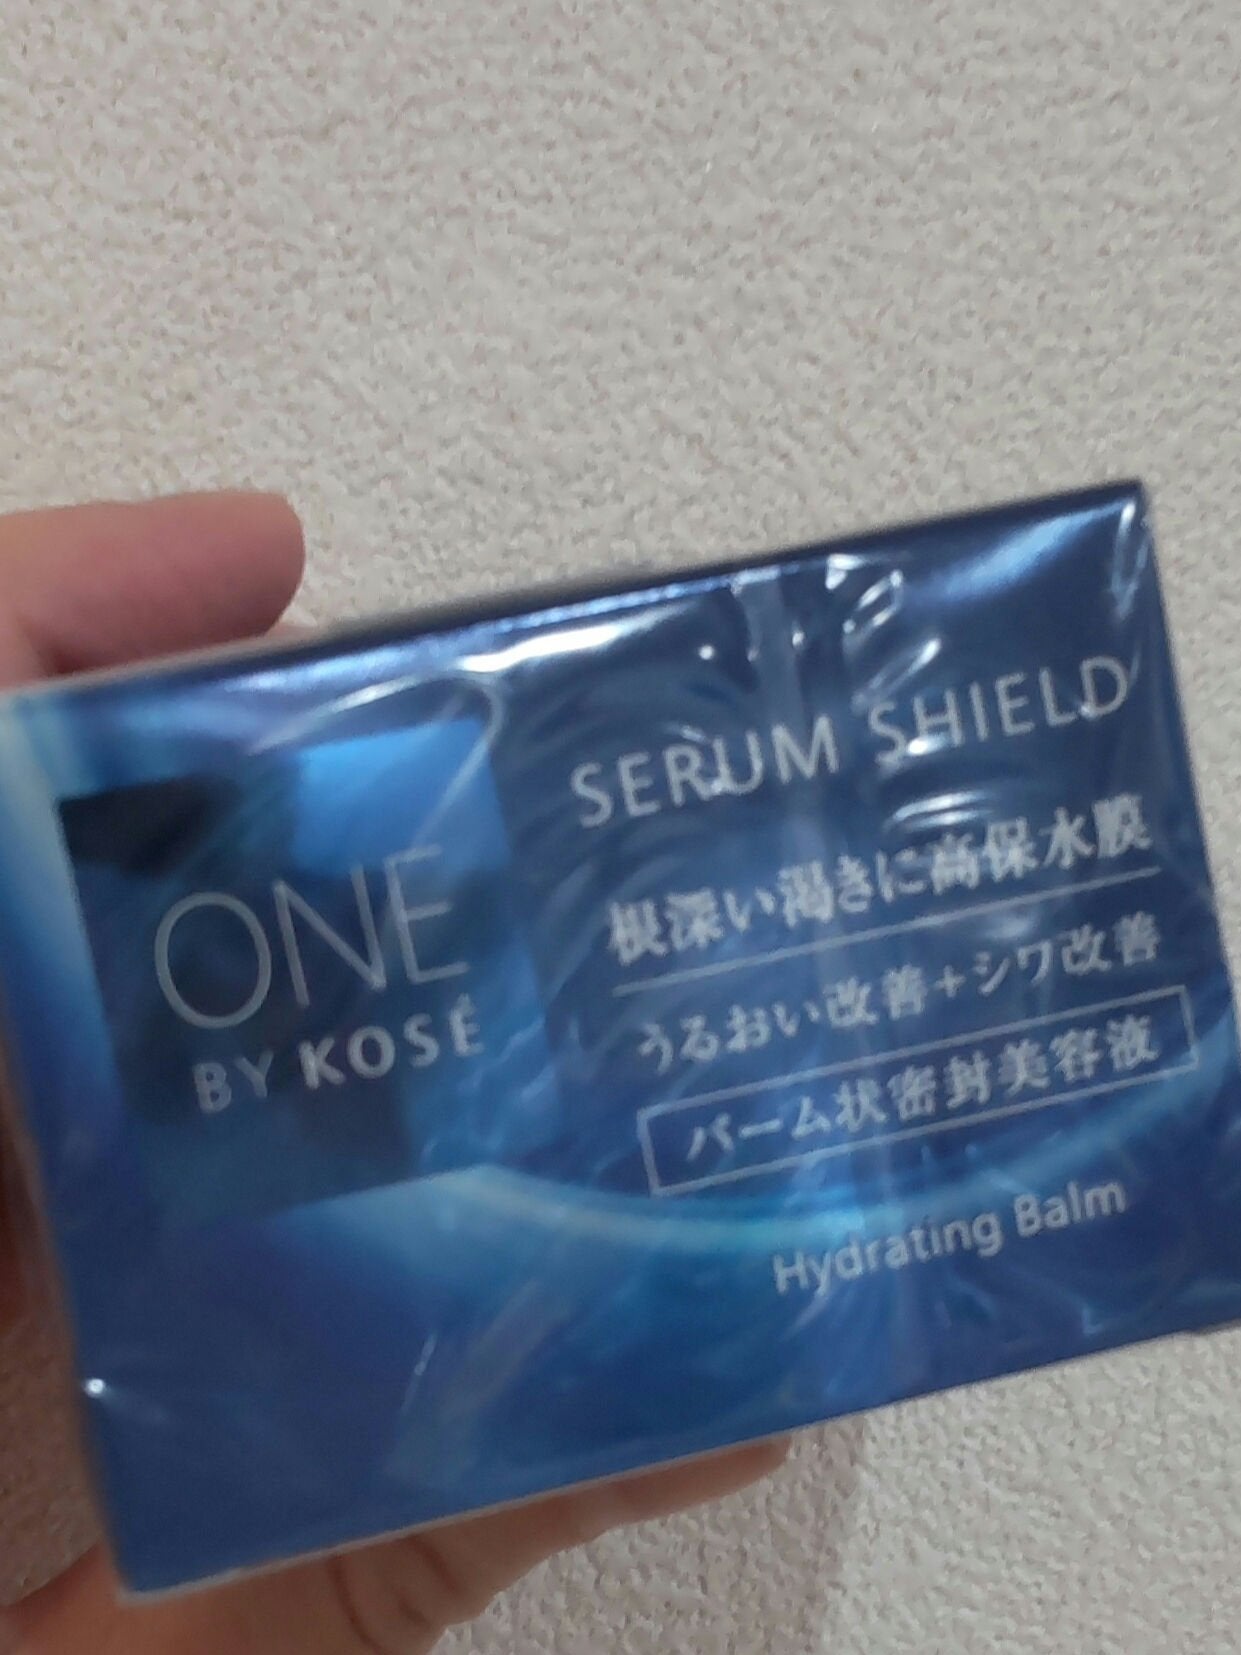 ONE
BY KOSÉ
SERUM SHIELD
根深い渇きに高保水膜
うるおい改善+シワ改善
バーム状密封美容液
Hydrating Balm